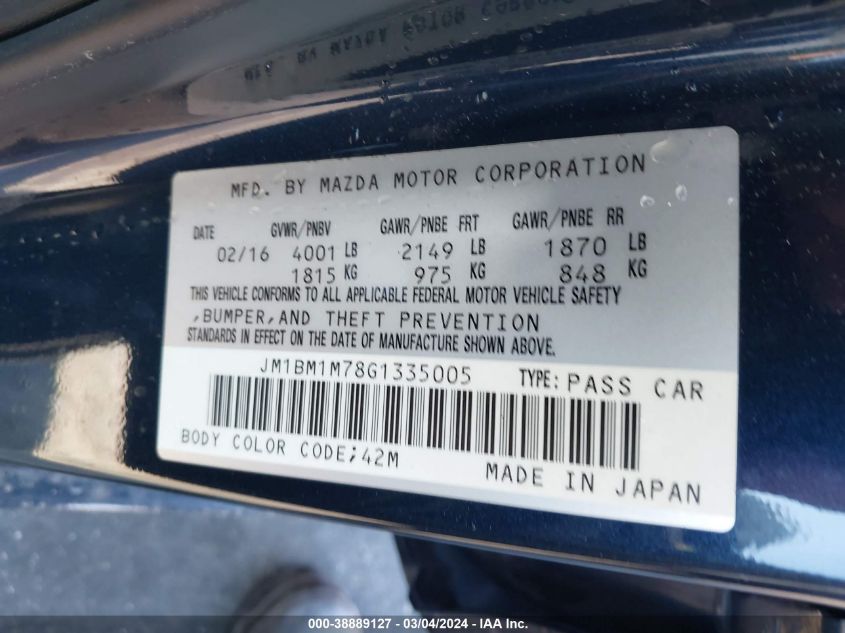 MFD. BY MAZDA MOTOR CORPORATION
DATE GVWR/PNBV GAWR/PNBE FRT GAWR/PNBE RR
02/16 4001 LB 2149 LB 1870 LB
1815 KG 975 KG 848 KG
THIS VEHICLE CONFORMS TO ALL APPLICABLE FEDERAL MOTOR VEHICLE SAFETY
,BUMPER,AND THEFT PREVENTION
STANDARDS IN EFFECT ON THE DATE OF MANUFACTURE SHOWN ABOVE.
JM1BM1M78G1335005 TYPE: PASS CAR
BODY COLOR CODE;42M
MADE IN JAPAN
000-38889127 - 03/04/2024 - IAA Inc.